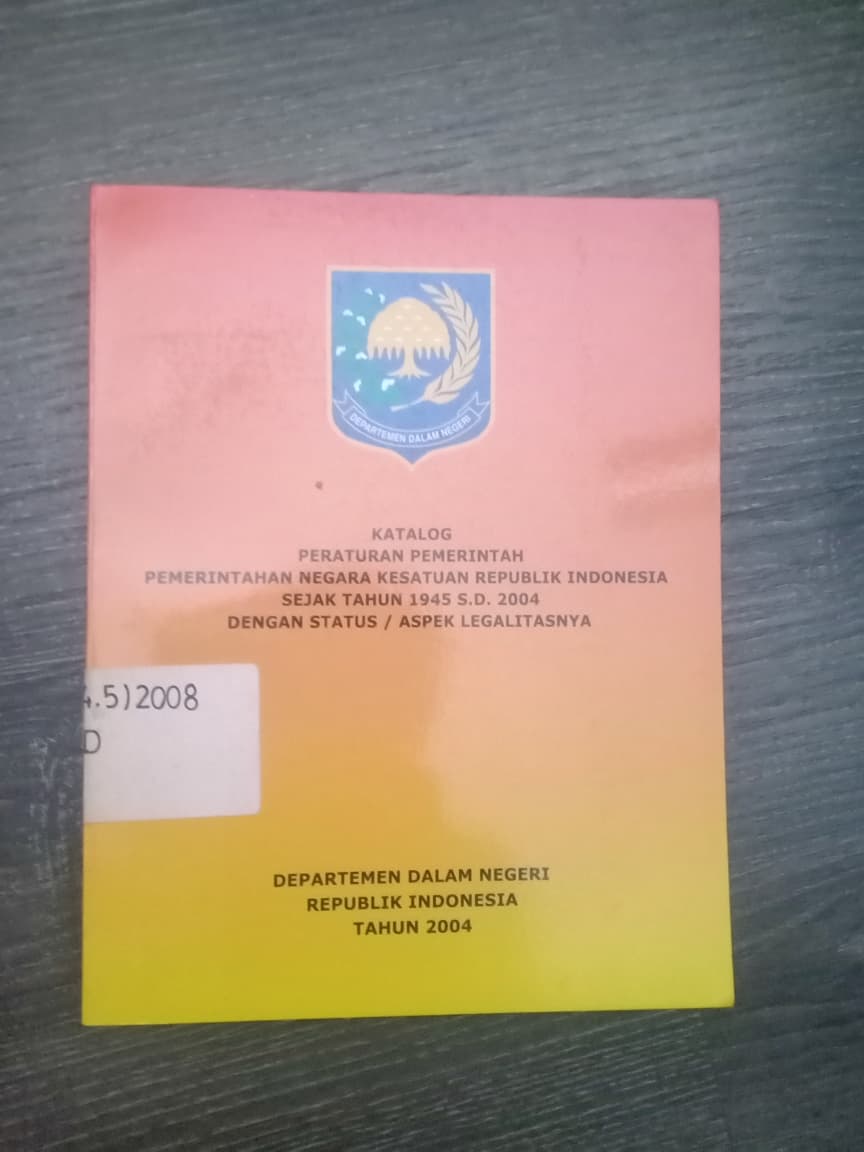 DEPARTEMEN DALAM NEGERI
KATALOG
PERATURAN PEMERINTAH
PEMERINTAHAN NEGARA KESATUAN REPUBLIK INDONESIA
SEJAK TAHUN 1945 S.D. 2004
DENGAN STATUS / ASPEK LEGALITASNYA
4.5)2008
D
DEPARTEMEN DALAM NEGERI
REPUBLIK INDONESIA
TAHUN 2004